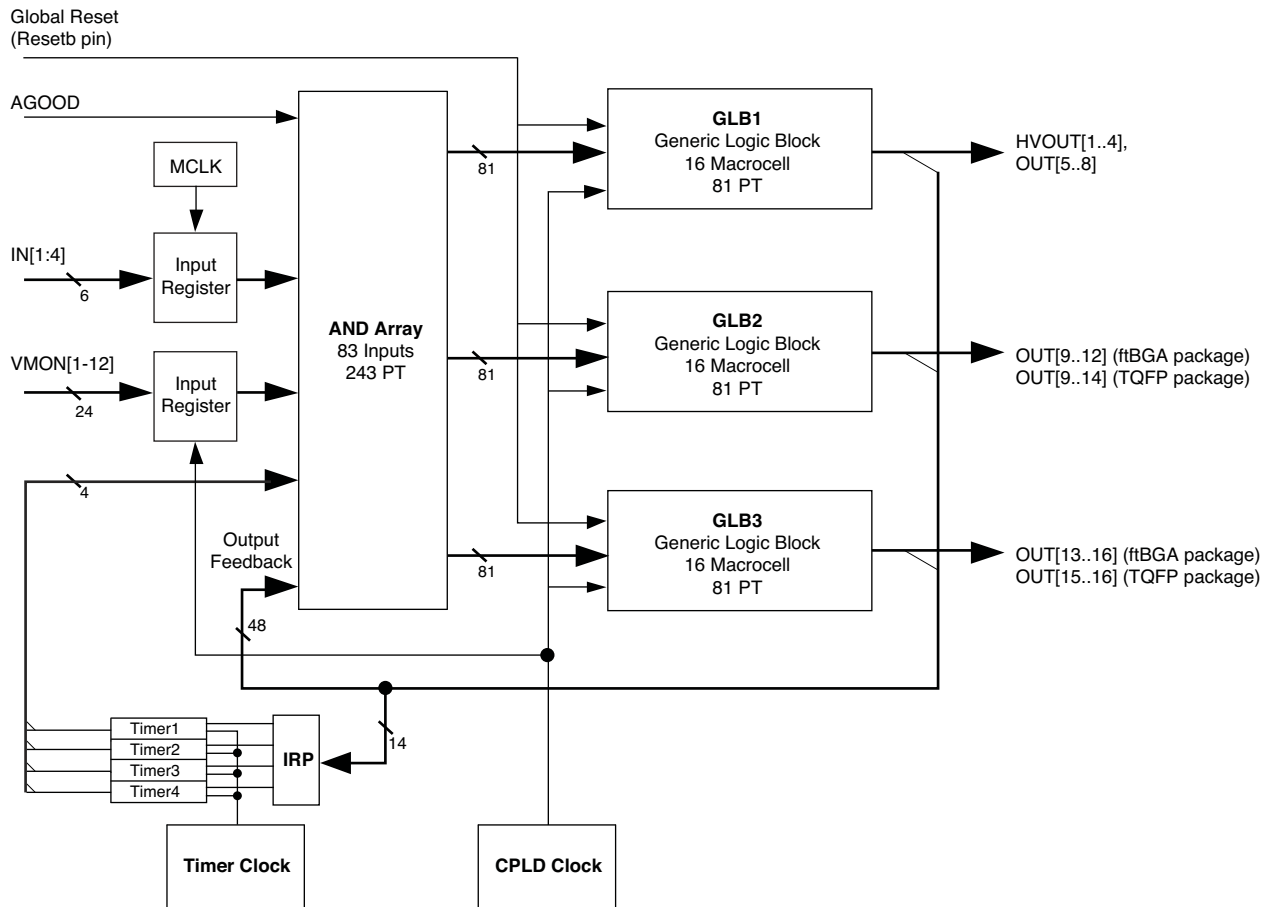 Global Reset
(Resetb pin)
AGOOD
MCLK
IN[1:4]
6
Input
Register
VMON[1-12]
24
Input
Register
4
Output
Feedback
48
AND Array
83 Inputs
243 PT
81
81
81
GLB1
Generic Logic Block
16 Macrocell
81 PT
HVOUT[1..4],
OUT[5..8]
GLB2
Generic Logic Block
16 Macrocell
81 PT
OUT[9..12] (ftBGA package)
OUT[9..14] (TQFP package)
GLB3
Generic Logic Block
16 Macrocell
81 PT
OUT[13..16] (ftBGA package)
OUT[15..16] (TQFP package)
Timer1
Timer2
Timer3
Timer4
IRP
14
Timer Clock
CPLD Clock